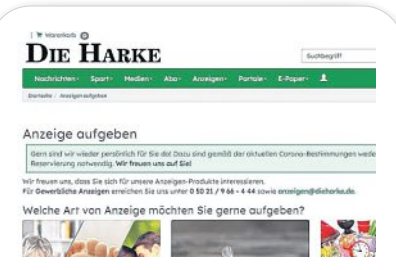 Warenkorb
DIE HARKE
Suchbegriff
Nachrichten Sport Medien Abo Anzeigen Portale E-Paper
Startseite / Anzeigen aufgeben
Anzeige aufgeben
Gern sind wir wieder persönlich für Sie da! Dazu sind gemäß der aktuellen Corona-Bestimmungen wede
Reservierung notwendig. Wir freuen uns auf Sie!
Wir freuen uns, dass Sie sich für unsere Anzeigen-Produkte interessieren.
Für Gewerbliche Anzeigen erreichen Sie uns unter 0 50 21 / 9 66 - 4 44 sowie anzeigen@dieharke.de.
Welche Art von Anzeige möchten Sie gerne aufgeben?